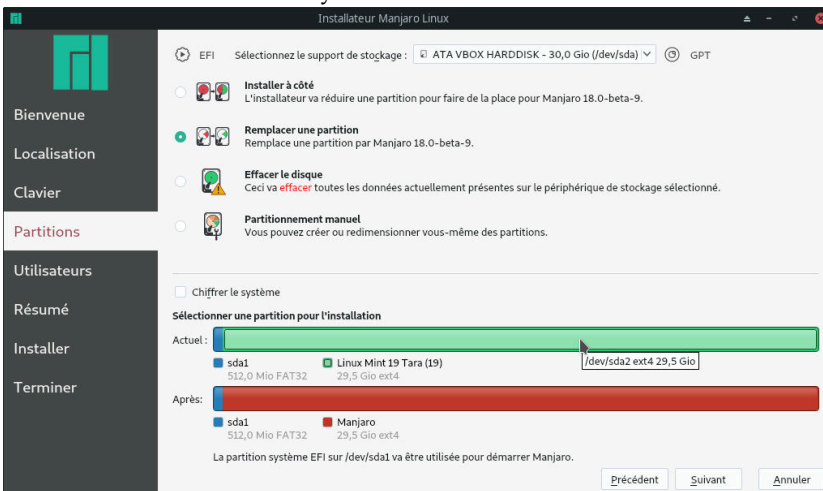 Installateur Manjaro Linux
EFI Sélectionnez le support de stockage : ATA VBOX HARDDISK - 30,0 Gio (/dev/sda) GPT
Installer à côté
L'installateur va réduire une partition pour faire de la place pour Manjaro 18.0-beta-9.
Remplacer une partition
Remplace une partition par Manjaro 18.0-beta-9.
Effacer le disque
Ceci va effacer toutes les données actuellement présentes sur le périphérique de stockage sélectionné.
Partitionnement manuel
Vous pouvez créer ou redimensionner vous-même des partitions.
Bienvenue
Localisation
Clavier
Partitions
Utilisateurs
Résumé
Installer
Terminer
Chiffrer le système
Sélectionner une partition pour l'installation
Actuel :
sda1 Linux Mint 19 Tara (19)
512,0 Mio FAT32 29,5 Gio ext4
/dev/sda2 ext4 29,5 Gio
Après:
sda1 Manjaro
512,0 Mio FAT32 29,5 Gio ext4
La partition système EFI sur /dev/sda1 va être utilisée pour démarrer Manjaro.
Précédent Suivant Annuler